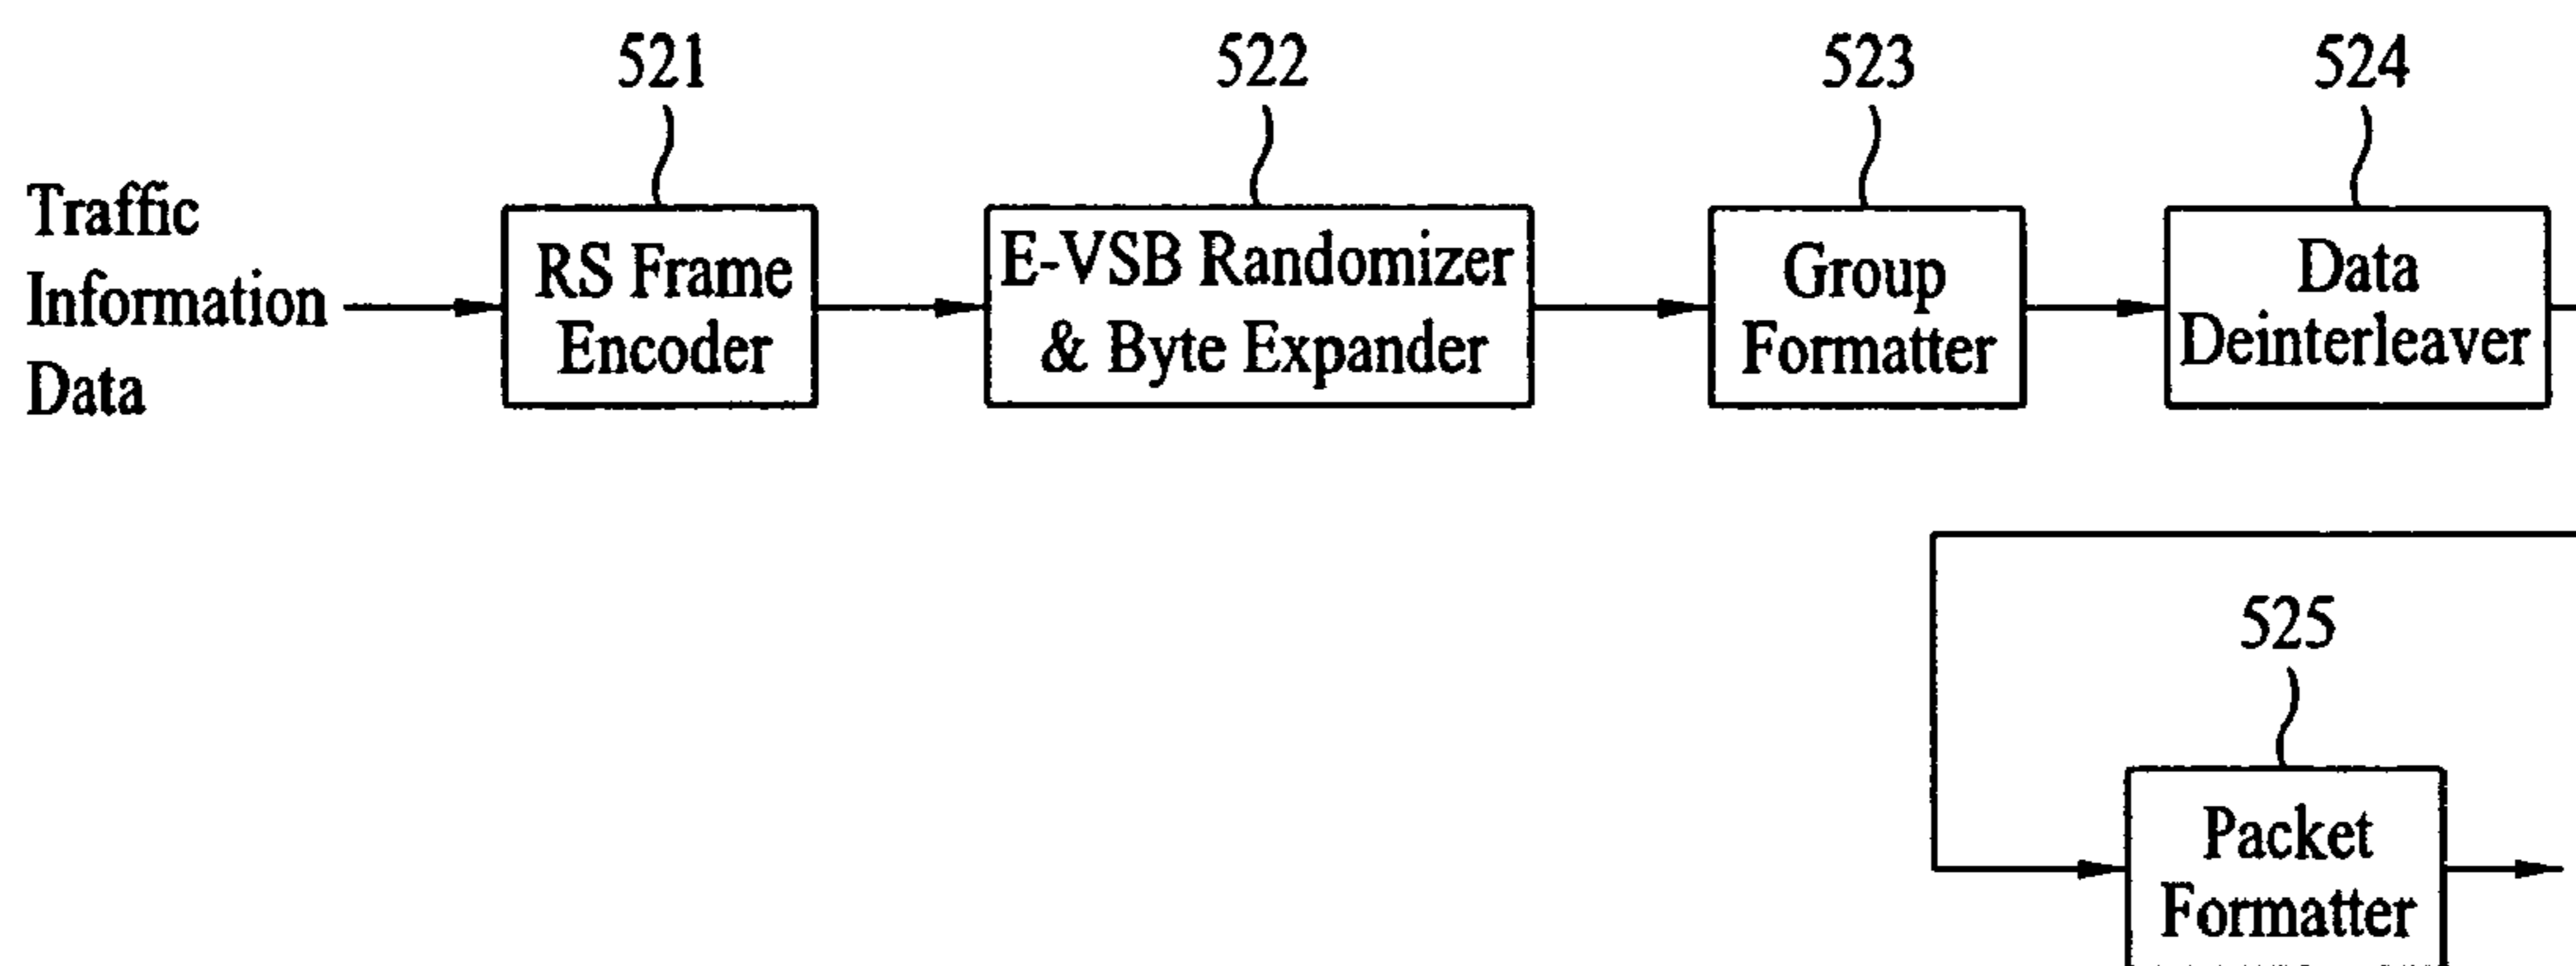 521
522
523
524
Traffic
Information
Data
RS Frame
Encoder
E-VSB Randomizer
& Byte Expander
Group
Formatter
Data
Deinterleaver
525
Packet
Formatter